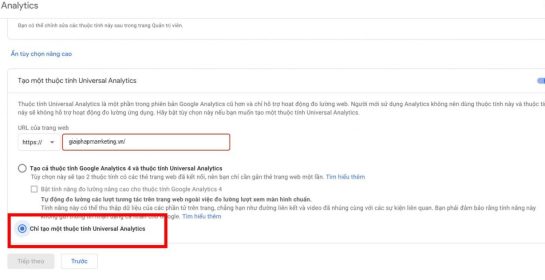 Analytics
Bạn có thể chỉnh sửa các thuộc tính này sau trong trang Quản trị viên.
Ẩn tùy chọn nâng cao
Tạo một thuộc tính Universal Analytics
Thuộc tính Universal Analytics là một phần trong phiên bản Google Analytics cũ hơn và chỉ hỗ trợ hoạt động đo lường web. Người mới sử dụng Analytics không nên dùng thuộc tính này và thuộc tí
này sẽ không hỗ trợ hoạt động đo lường ứng dụng. Hãy bật tùy chọn này nếu bạn muốn tạo một thuộc tính Universal Analytics.
URL của trang web
https:// giaiphapmarketing.vn/
Tạo cả thuộc tính Google Analytics 4 và thuộc tính Universal Analytics
Tùy chọn này sẽ tạo 2 thuộc tính có các thẻ trang web đã kết nối, nên bạn chỉ cần gắn thẻ trang web một lần. Tìm hiểu thêm
Bật tính năng đo lường nâng cao cho thuộc tính Google Analytics 4
Tự động đo lường các lượt tương tác trên trang web ngoài việc đo lường lượt xem màn hình chuẩn.
Tính năng này có thể thu thập dữ liệu của các phần tử trên trang, chẳng hạn như đường liên kết và video đã nhúng cùng với các sự kiện liên quan. Bạn phải đảm bảo rằng tính năng này
Google. Tìm hiểu thêm
Chỉ tạo một thuộc tính Universal Analytics
Tiếp theo Trước